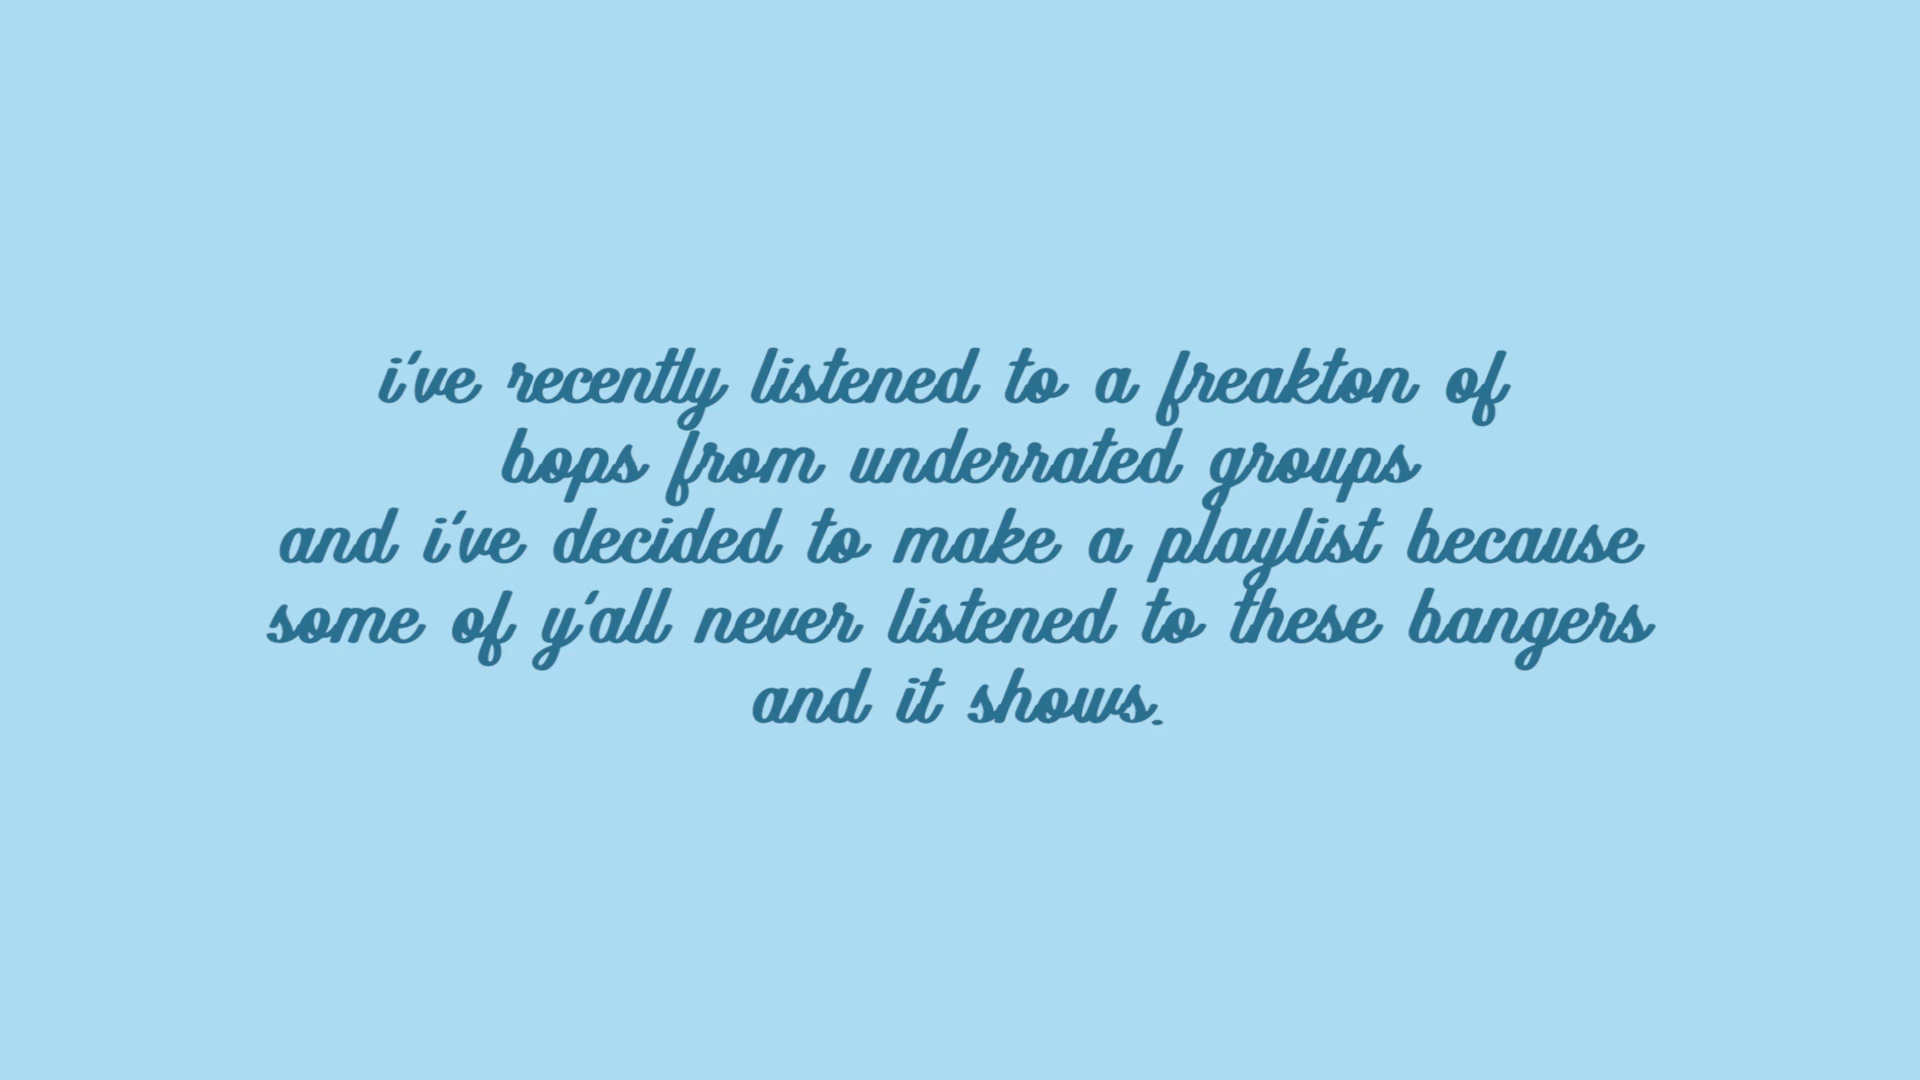 i've recently listened to a freakton of
bops from underrated groups
and i've decided to make a playlist because
some of y'all never listened to these bangers
and it shows.